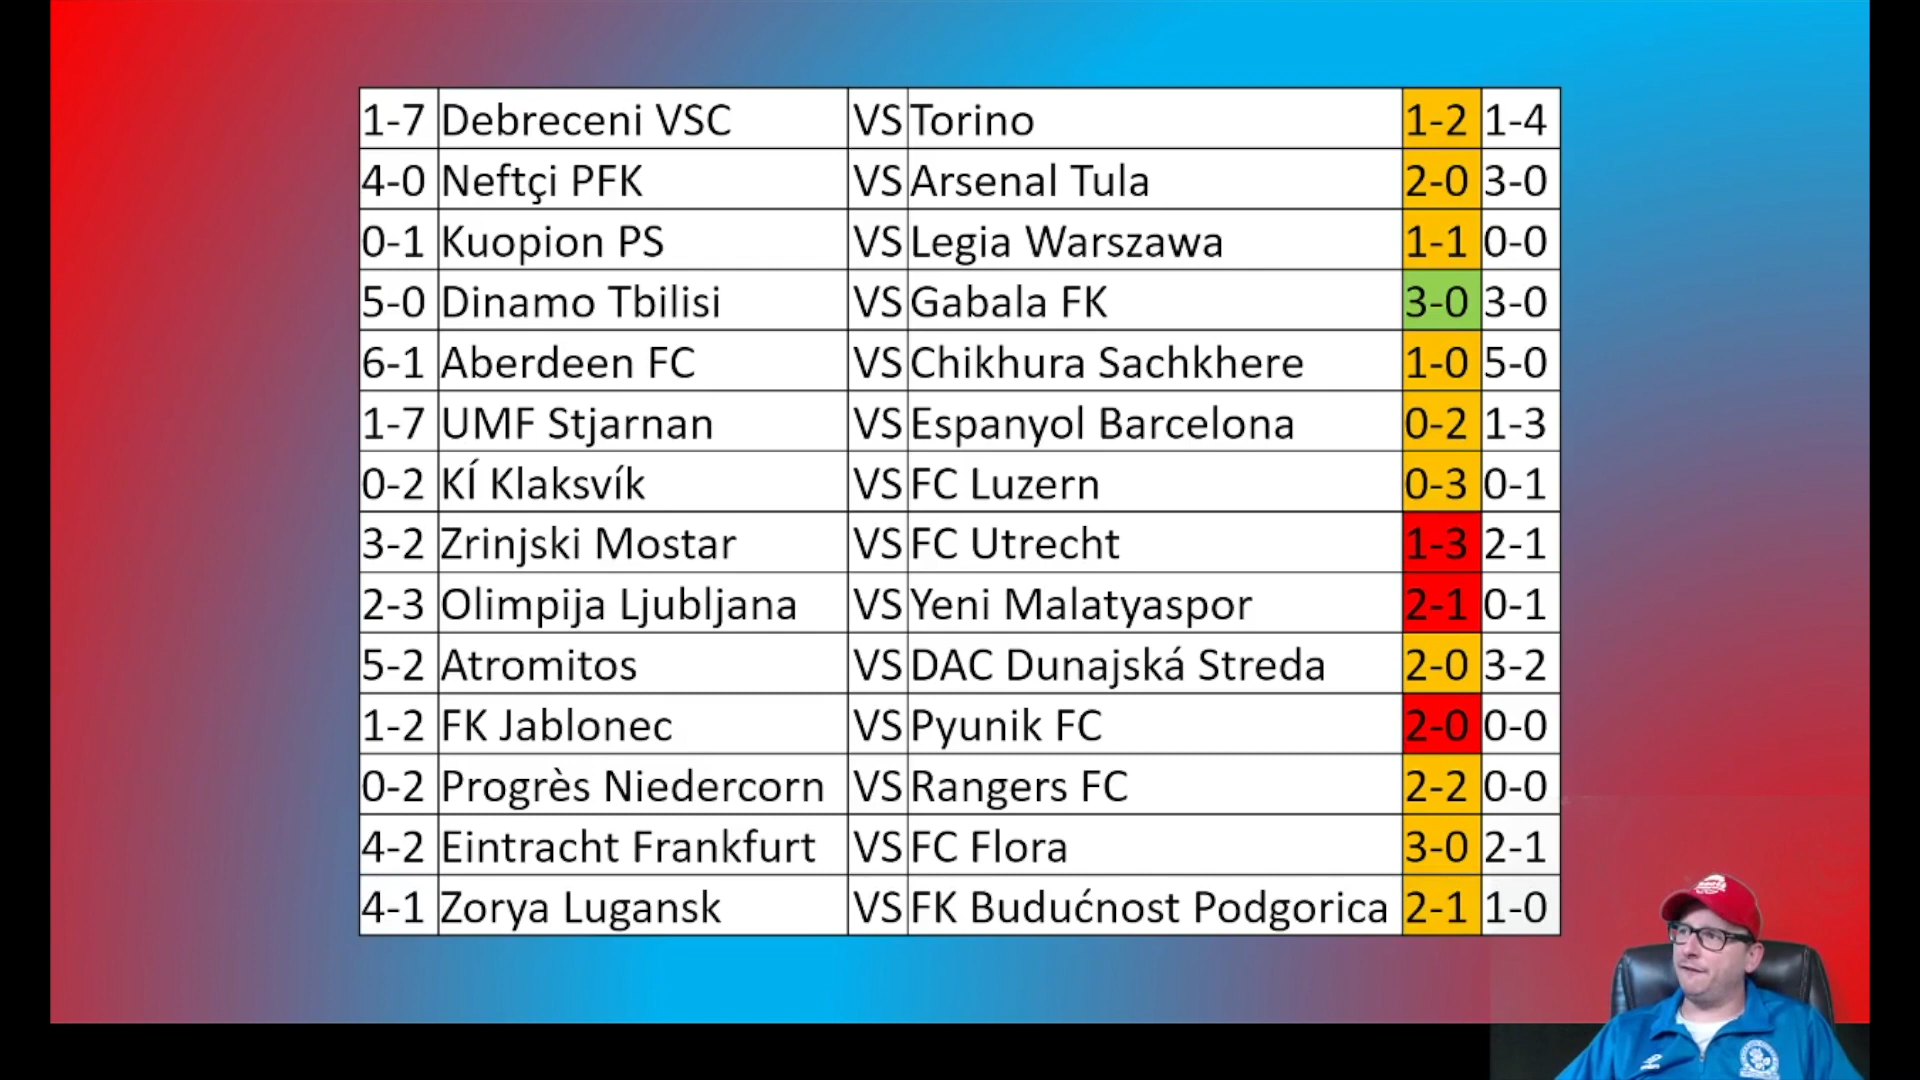 1-7 Debreceni VSC VS Torino 1-2 1-4
4-0 Neftçi PFK VS Arsenal Tula 2-0 3-0
0-1 Kuopion PS VS Legia Warszawa 1-1 0-0
5-0 Dinamo Tbilisi VS Gabala FK 3-0 3-0
6-1 Aberdeen FC VS Chikhura Sachkhere 1-0 5-0
1-7 UMF Stjarnan VS Espanyol Barcelona 0-2 1-3
0-2 KÍ Klaksvík VS FC Luzern 0-3 0-1
3-2 Zrinjski Mostar VS FC Utrecht 1-3 2-1
2-3 Olimpija Ljubljana VS Yeni Malatyaspor 2-1 0-1
5-2 Atromitos VS DAC Dunajská Streda 2-0 3-2
1-2 FK Jablonec VS Pyunik FC 2-0 0-0
0-2 Progrès Niedercorn VS Rangers FC 2-2 0-0
4-2 Eintracht Frankfurt VS FC Flora 3-0 2-1
4-1 Zorya Lugansk VS FK Budućnost Podgorica 2-1 1-0